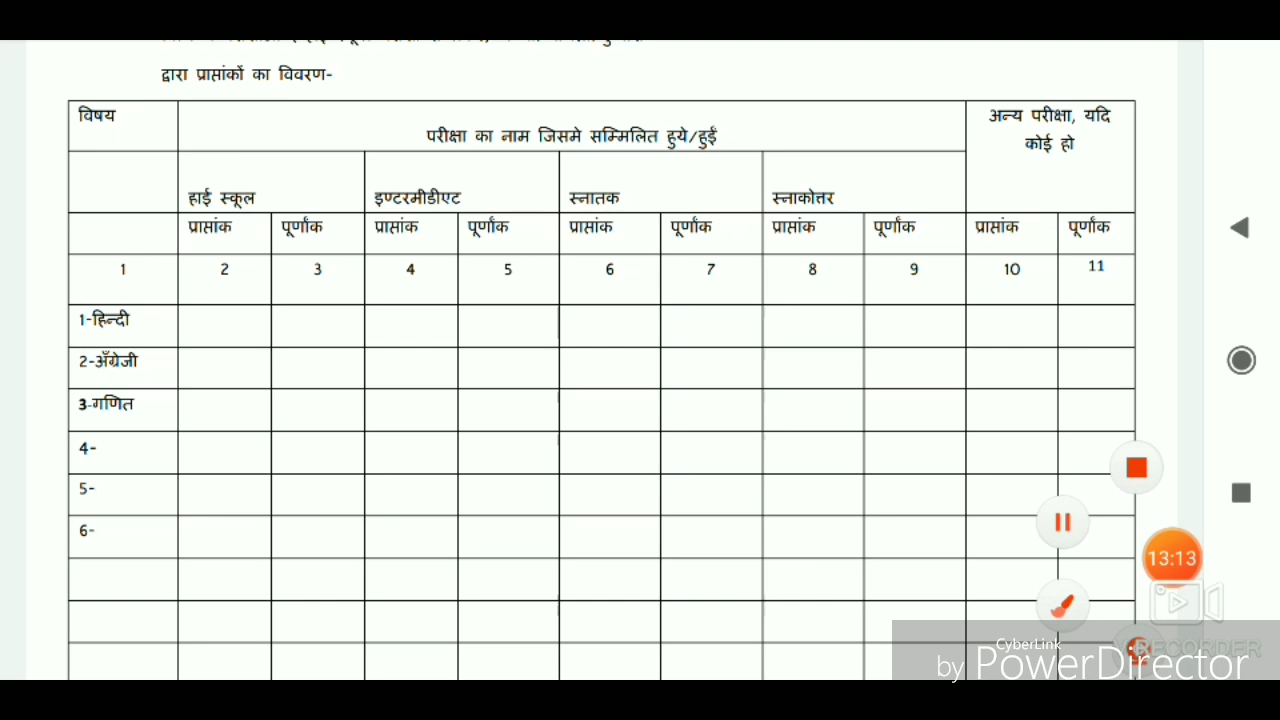 द्वारा प्राप्तांकों का विवरण-
विषय
परीक्षा का नाम जिसमे सम्मिलित हुये/हुईं
अन्य परीक्षा, यदि
कोई हो
हाई स्कूल इण्टरमीडीएट स्नातक स्नाकोत्तर
प्राप्तांक पूर्णांक प्राप्तांक पूर्णांक प्राप्तांक पूर्णांक प्राप्तांक पूर्णांक प्राप्तांक पूर्णांक
1 2 3 4 5 6 7 8 9 10 11
1-हिन्दी
2-अँग्रेजी
3-गणित
4-
5-
6-
13:13
RECORDER
CyberLink
by PowerDirector